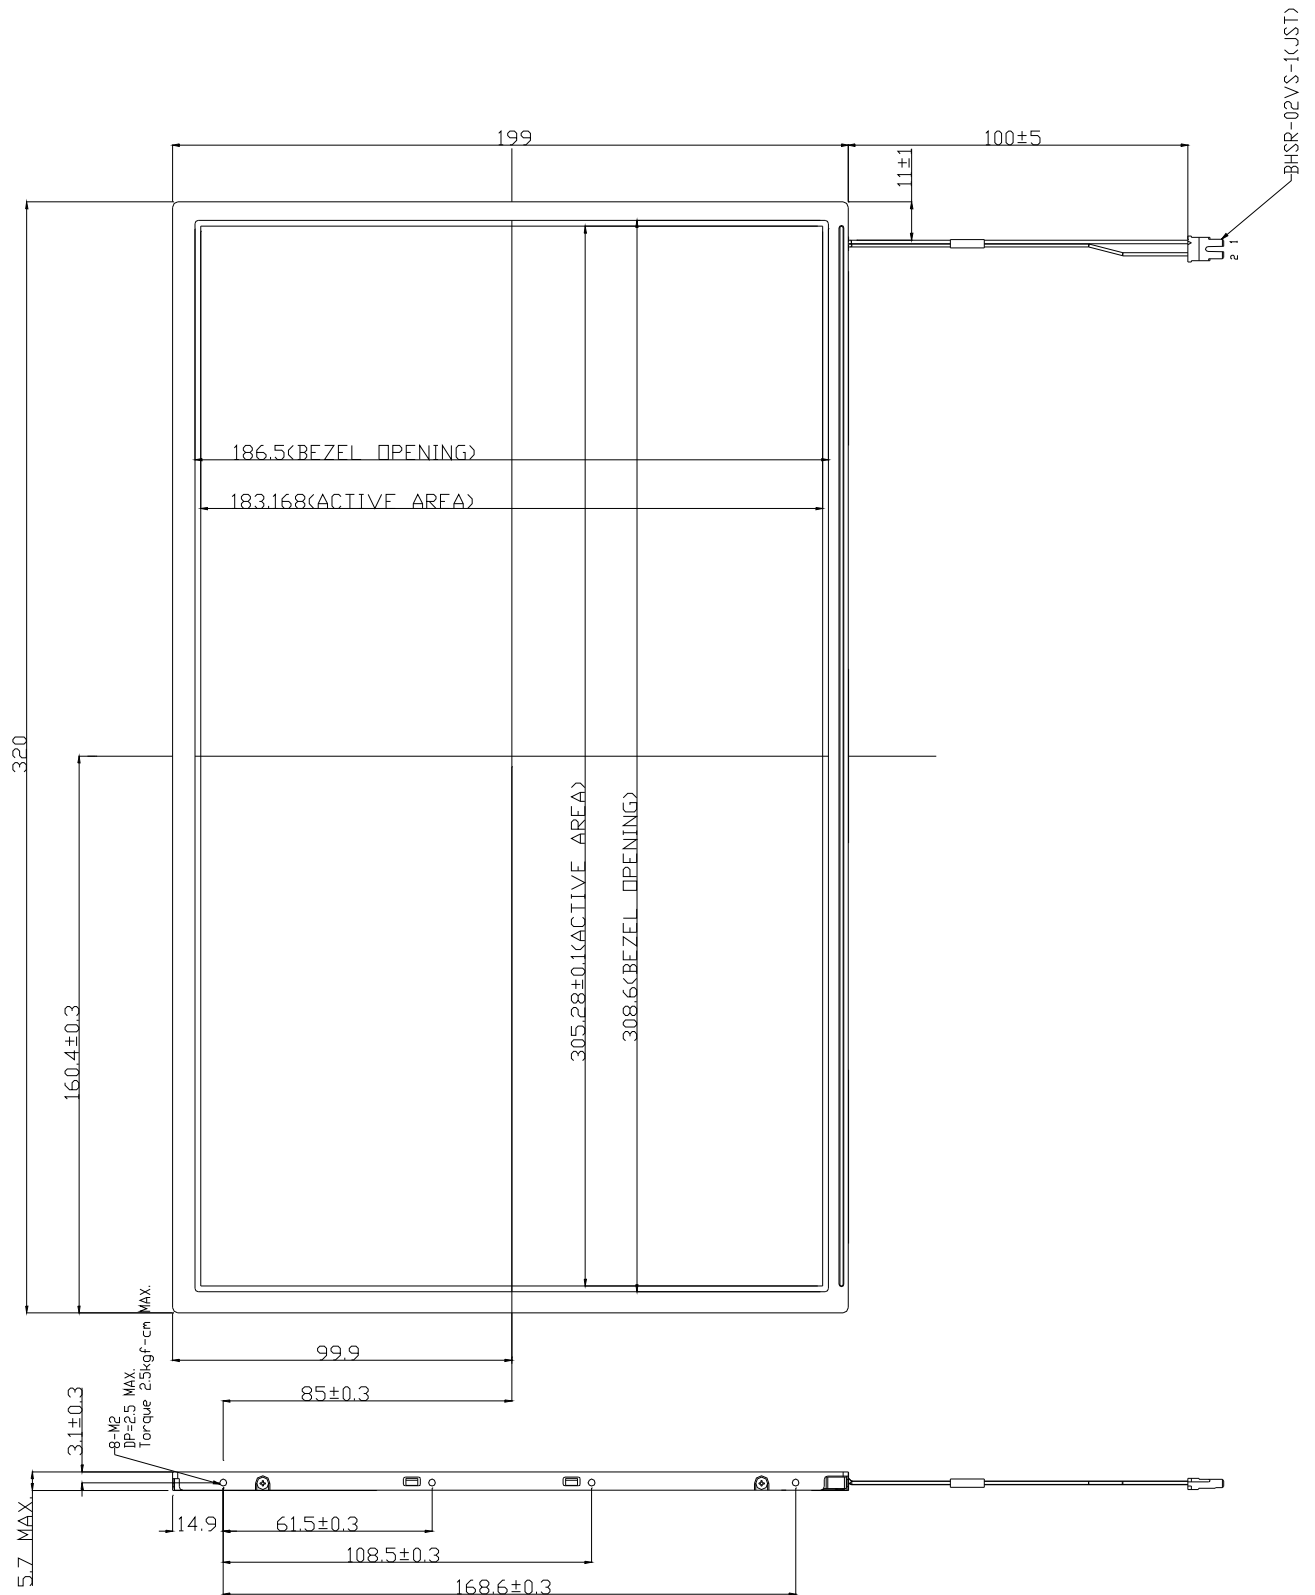 BHSR-02VS-1(JST)
199
100±5
11±1
1
2
186.5(BEZEL OPENING)
183.168(ACTIVE AREA)
320
305.28±0.1(ACTIVE AREA)
308.6(BEZEL OPENING)
160.4±0.3
99.9
85±0.3
8-M2
DP=2.5 MAX.
Torque 2.5kgf-cm MAX.
3.1±0.3
5.7 MAX.
14.9
61.5±0.3
108.5±0.3
168.6±0.3